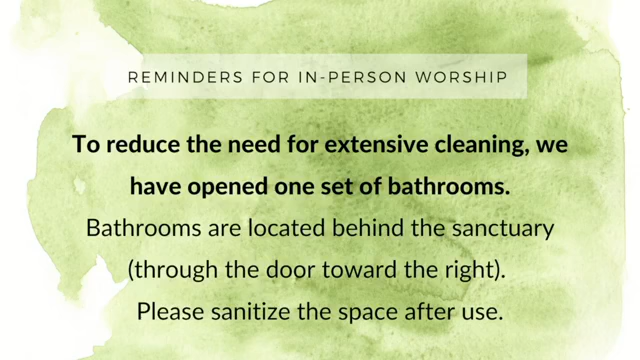 REMINDERS FOR IN-PERSON WORSHIP
To reduce the need for extensive cleaning, we
have opened one set of bathrooms.
Bathrooms are located behind the sanctuary
(through the door toward the right).
Please sanitize the space after use.